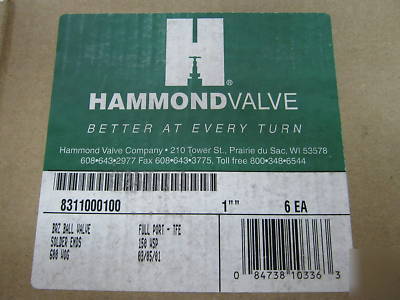 H®
HAMMONDVALVE
BETTER AT EVERY TURN
Hammond Valve Company • 210 Tower St., Prairie du Sac, WI 53578
608•643•2977 Fax 608•643•3775, Toll free 800•348•6544
8311000100 1"" 6 EA
BRZ BALL VALVE FULL PORT - TFE
SOLDER ENDS 150 WSP
600 WOG 03/05/01
0 84738 10336 3